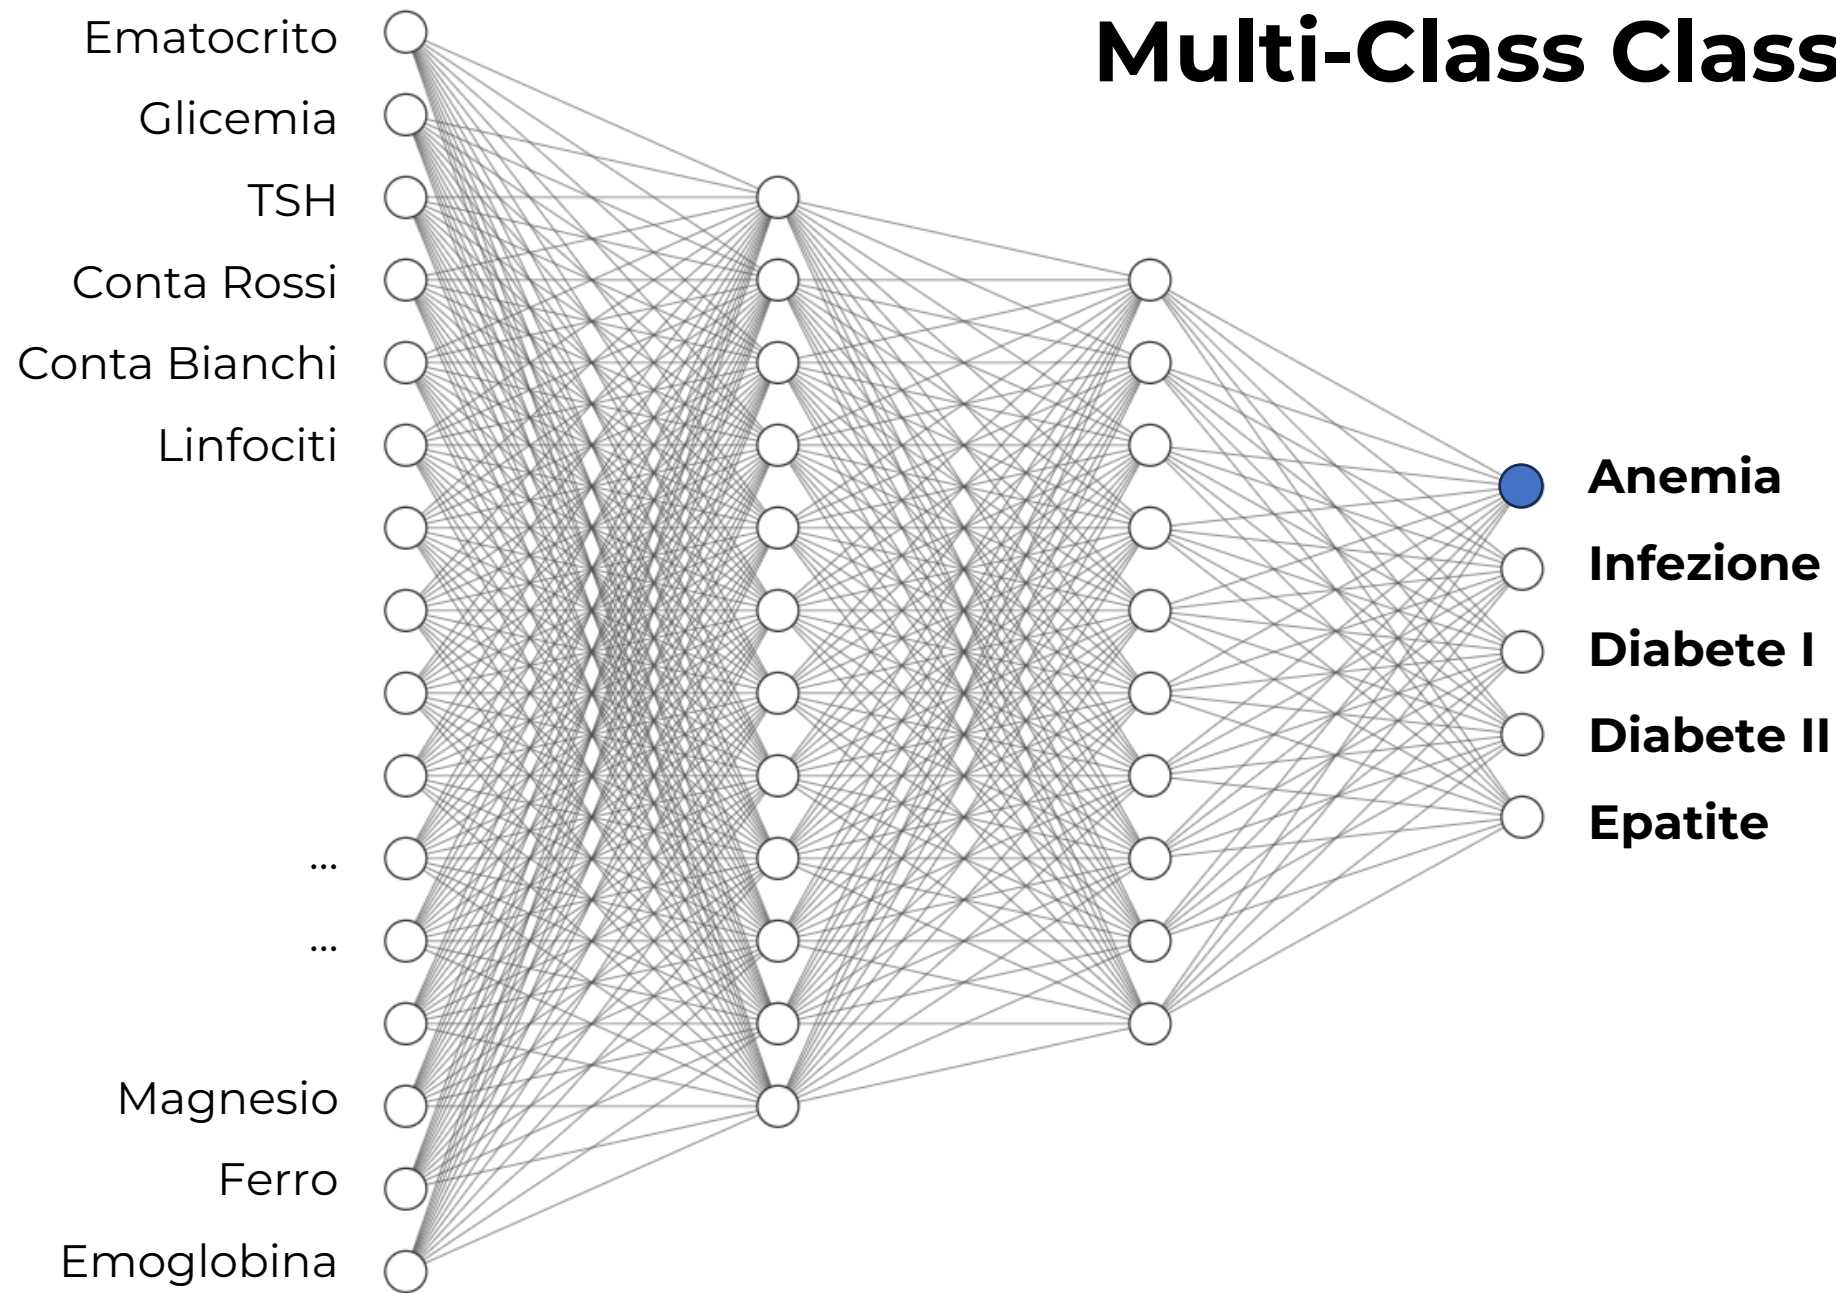 Multi-Class Class
Ematocrito
Glicemia
TSH
Conta Rossi
Conta Bianchi
Linfociti
...
...
Magnesio
Ferro
Emoglobina
Anemia
Infezione
Diabete I
Diabete II
Epatite